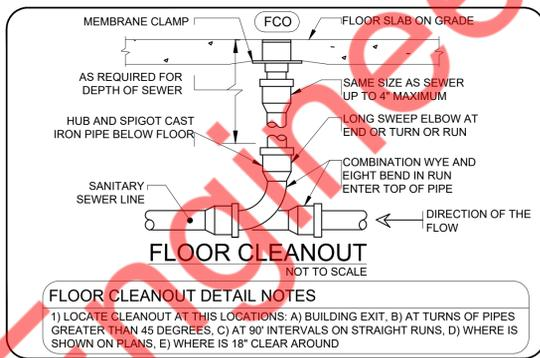 MEMBRANE CLAMP
FCO
FLOOR SLAB ON GRADE
AS REQUIRED FOR
DEPTH OF SEWER
SAME SIZE AS SEWER
UP TO 4" MAXIMUM
HUB AND SPIGOT CAST
IRON PIPE BELOW FLOOR
LONG SWEEP ELBOW AT
END OR TURN OR RUN
COMBINATION WYE AND
EIGHT BEND IN RUN
ENTER TOP OF PIPE
SANITARY
SEWER LINE
DIRECTION OF THE
FLOW
FLOOR CLEANOUT
NOT TO SCALE
FLOOR CLEANOUT DETAIL NOTES
1) LOCATE CLEANOUT AT THIS LOCATIONS: A) BUILDING EXIT, B) AT TURNS OF PIPES
GREATER THAN 45 DEGREES, C) AT 90' INTERVALS ON STRAIGHT RUNS, D) WHERE IS
SHOWN ON PLANS, E) WHERE IS 18" CLEAR AROUND
Enginee